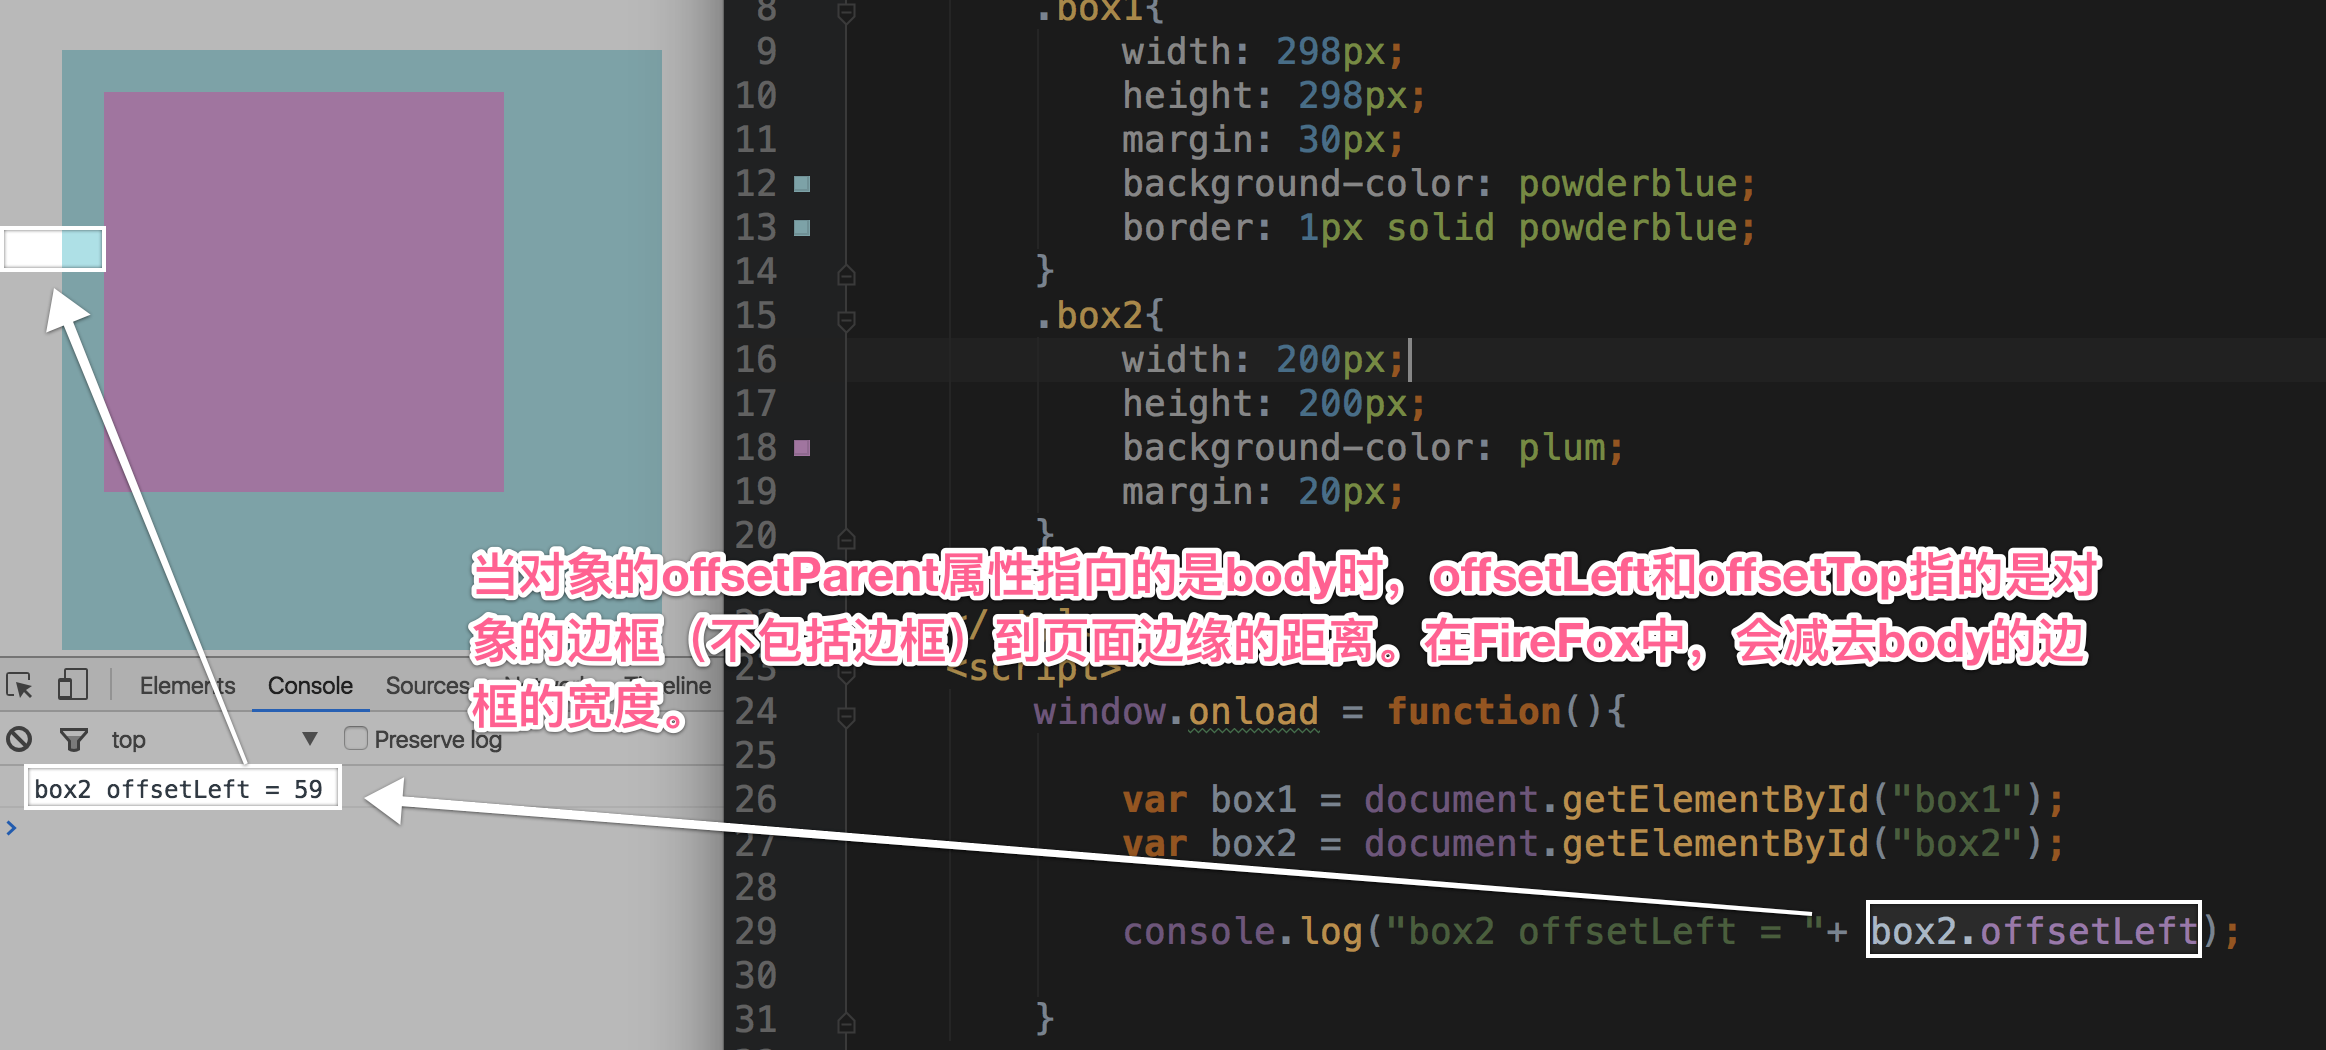 8 .box1{
9 width: 298px;
10 height: 298px;
11 margin: 30px;
12 background-color: powderblue;
13 border: 1px solid powderblue;
14 }
15 .box2{
16 width: 200px;
17 height: 200px;
18 background-color: plum;
19 margin: 20px;
20 }
当对象的offsetParent属性指向的是body时，offsetLeft和offsetTop指的是对
象的边框（不包括边框）到页面边缘的距离。在FireFox中，会减去body的边
框的宽度。
23 <script>
24 window.onload = function(){
25
26 var box1 = document.getElementById("box1");
27 var box2 = document.getElementById("box2");
28
29 console.log("box2 offsetLeft = "+ box2.offsetLeft);
30
31 }
Elements Console Sources
top ▼ Preserve log
box2 offsetLeft = 59
>